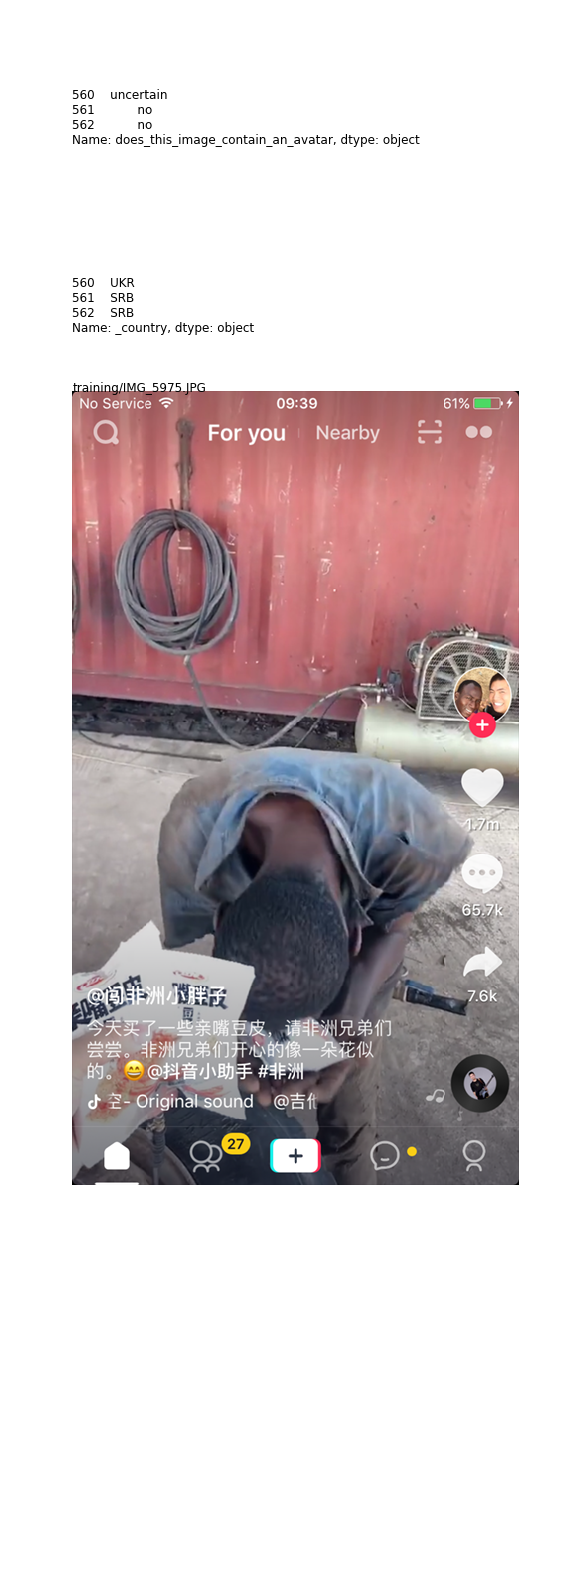 560 uncertain
561 no
562 no
Name: does_this_image_contain_an_avatar, dtype: object
560 UKR
561 SRB
562 SRB
Name: _country, dtype: object
training/IMG_5975.JPG
No Service 09:39 61%
For you Nearby
1.7m
65.7k
7.6k
@闯非洲小胖子
今天买了一些亲嘴豆皮，请非洲兄弟们
尝尝。非洲兄弟们开心的像一朵花似
的。😁@抖音小助手 #非洲
Original sound
27